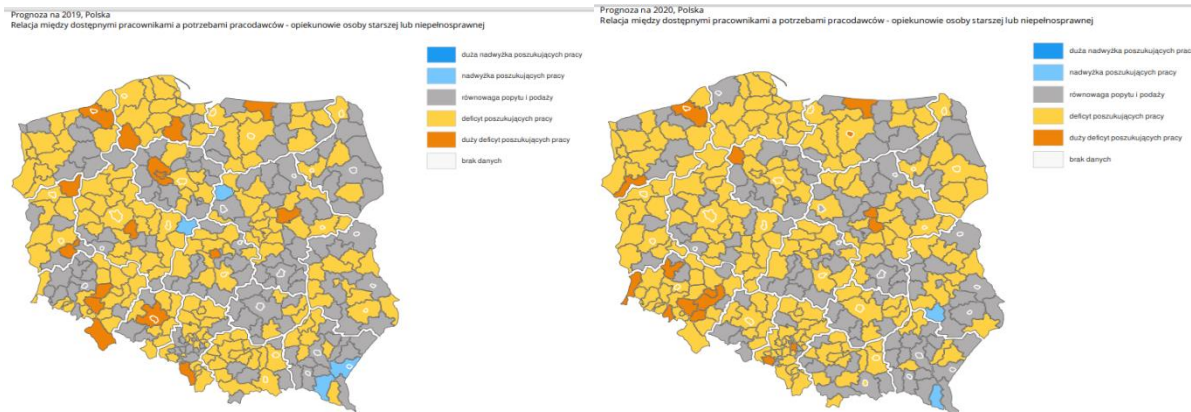 Prognoza na 2019, Polska
Relacja między dostępnymi pracownikami a potrzebami pracodawców - opiekunowie osoby starszej lub niepełnosprawnej
duża nadwyżka poszukujących pracy
nadwyżka poszukujących pracy
równowaga popytu i podaży
deficyt poszukujących pracy
duży deficyt poszukujących pracy
brak danych
Prognoza na 2020, Polska
Relacja między dostępnymi pracownikami a potrzebami pracodawców - opiekunowie osoby starszej lub niepełnosprawnej
duża nadwyżka poszukujących prac
nadwyżka poszukujących pracy
równowaga popytu i podaży
deficyt poszukujących pracy
duży deficyt poszukujących pracy
brak danych